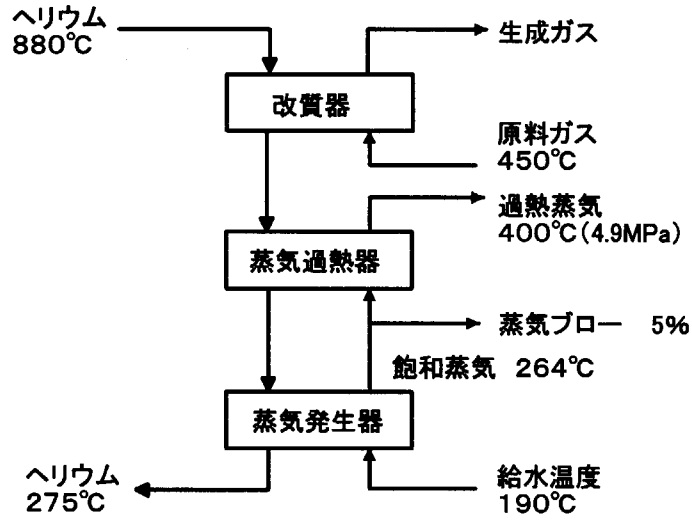 ヘリウム
880℃
生成ガス
改質器
原料ガス
450℃
過熱蒸気
400℃(4.9MPa)
蒸気過熱器
蒸気ブロー 5%
飽和蒸気 264℃
蒸気発生器
ヘリウム
275℃
給水温度
190℃